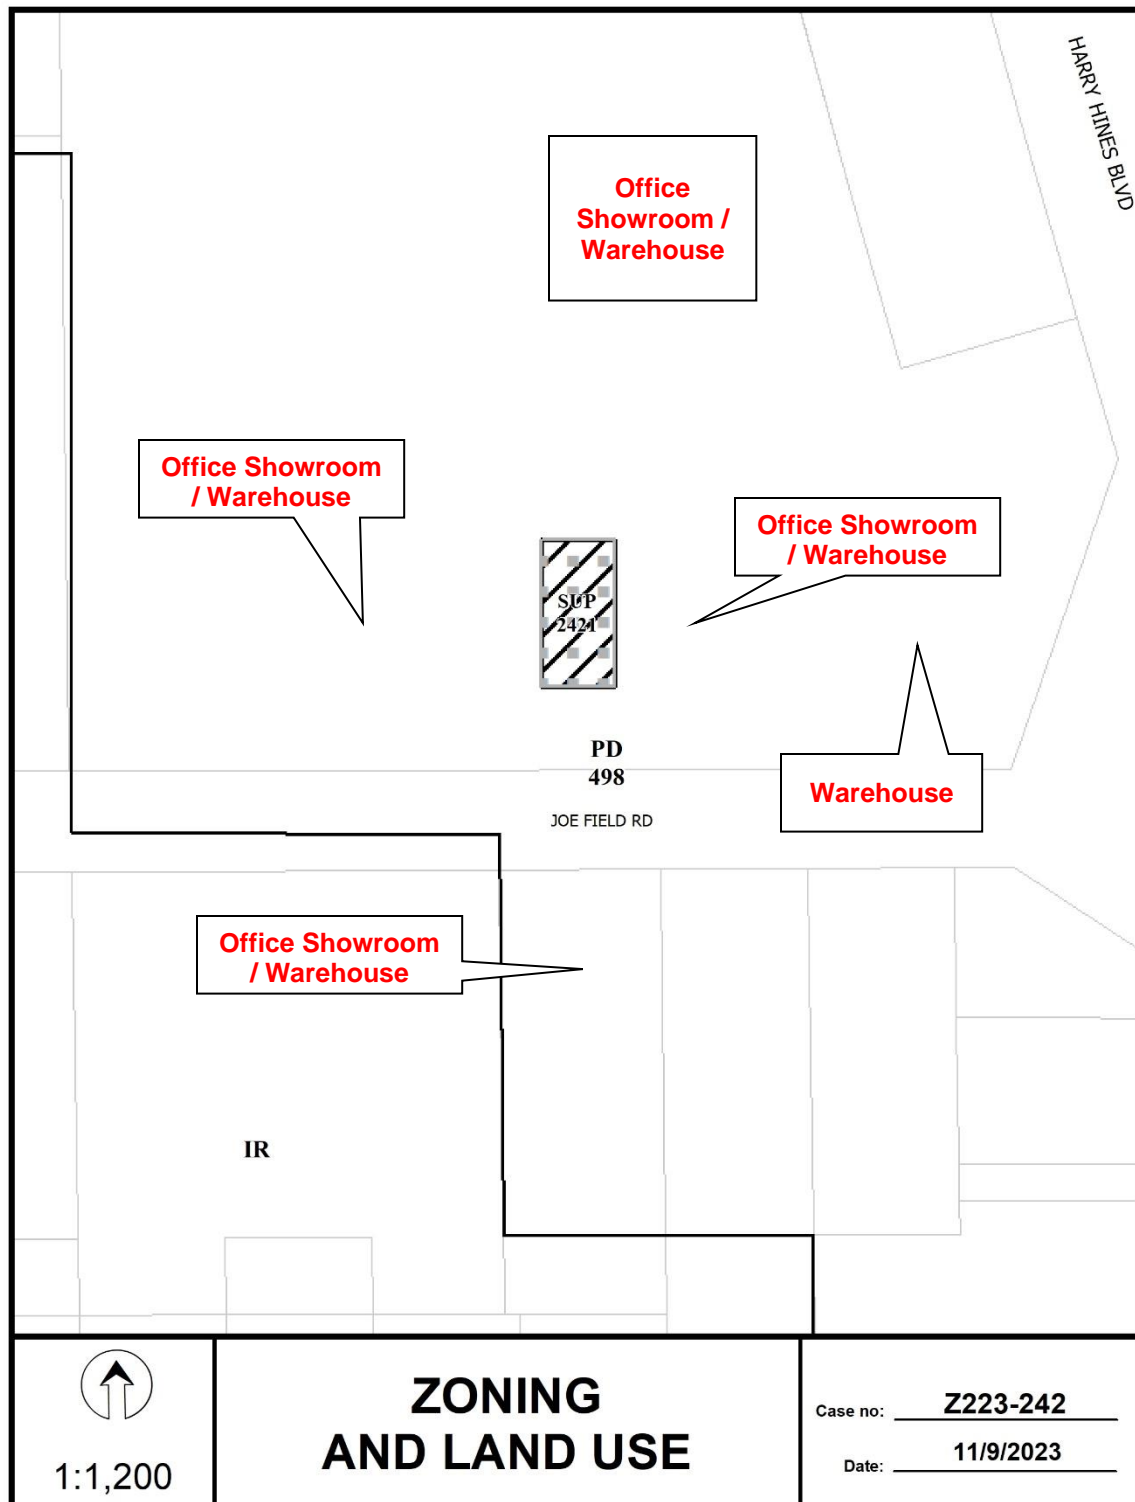 HARRY HINES BLVD
Office
Showroom /
Warehouse
Office Showroom
/ Warehouse
Office Showroom
/ Warehouse
SUP
2421
PD
498
Warehouse
JOE FIELD RD
Office Showroom
/ Warehouse
IR
1:1,200
ZONING
AND LAND USE
Case no: Z223-242
Date: 11/9/2023